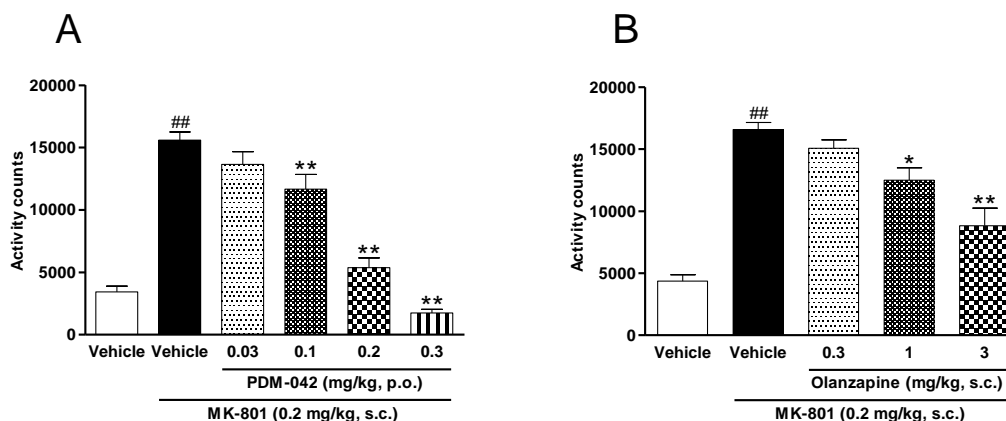 A
B
20000
15000
10000
5000
0
Activity counts
##
**
**
**
Vehicle Vehicle 0.03 0.1 0.2 0.3
PDM-042 (mg/kg, p.o.)
MK-801 (0.2 mg/kg, s.c.)
20000
15000
10000
5000
0
Activity counts
##
*
**
Vehicle Vehicle 0.3 1 3
Olanzapine (mg/kg, s.c.)
MK-801 (0.2 mg/kg, s.c.)